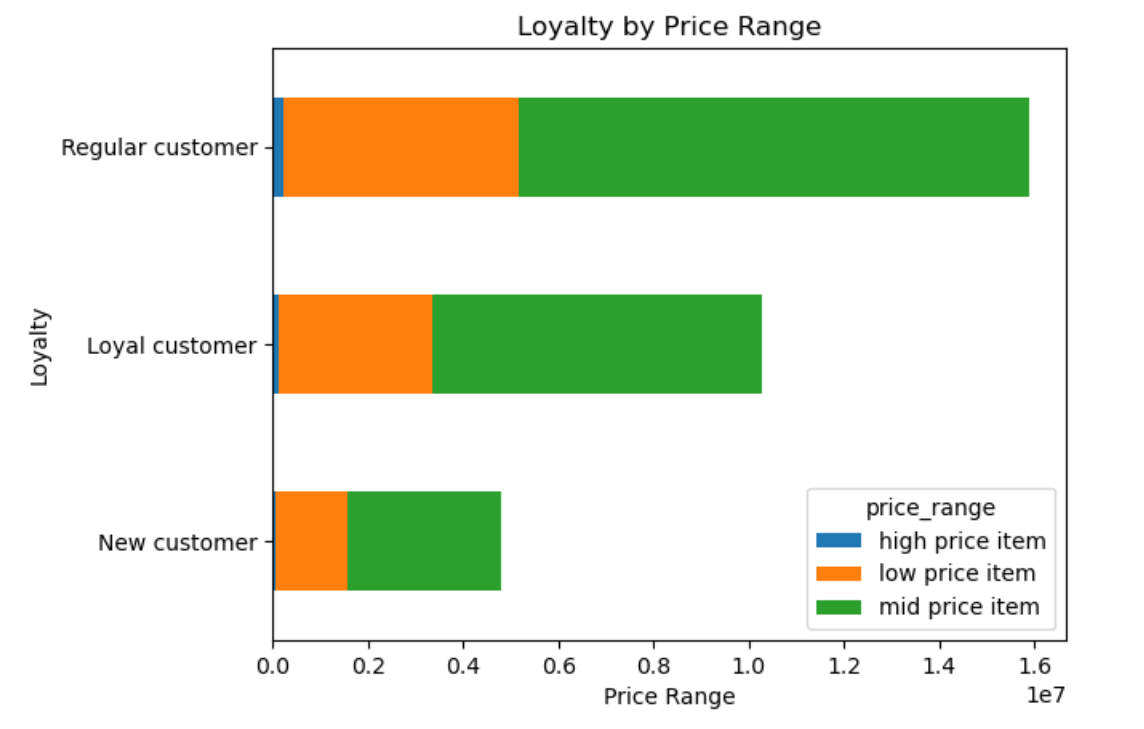 Loyalty by Price Range
Regular customer
Loyal customer
New customer
Loyalty
price_range
high price item
low price item
mid price item
0.0 0.2 0.4 0.6 0.8 1.0 1.2 1.4 1.6
Price Range
1e7